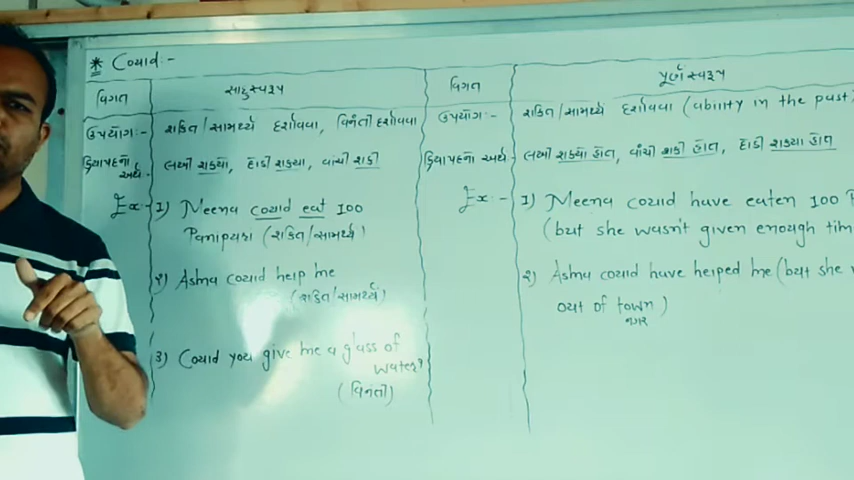 * Could :-
વિગત
સાદુ સ્વરૂપ
ઉપયોગ :-
શક્તિ/સામર્થ્ય દર્શાવવા, વિનંતી દર્શાવવા
ક્રિયાપદનો અર્થ -
લખી શક્યો, દોડી શક્યા, વાંચી શકી
Ex :- 1) Meena could eat 100
Panipuri (શક્તિ/સામર્થ્ય)
૨) Asma could help me
(શક્તિ/સામર્થ્ય)
૩) Could you give me a glass of
water?
(વિનંતી)
વિગત
પૂર્ણ સ્વરૂપ
ઉપયોગ :-
શક્તિ/સામર્થ્ય દર્શાવવા (ability in the past)
ક્રિયાપદનો અર્થ -
લખી શક્યો હોત, વાંચી શકી હોત, દોડી શક્યા હોત
Ex :- 1) Meena could have eaten 100
(but she wasn't given enough
૨) Asma could have helped me (but she
out of town)
નગર